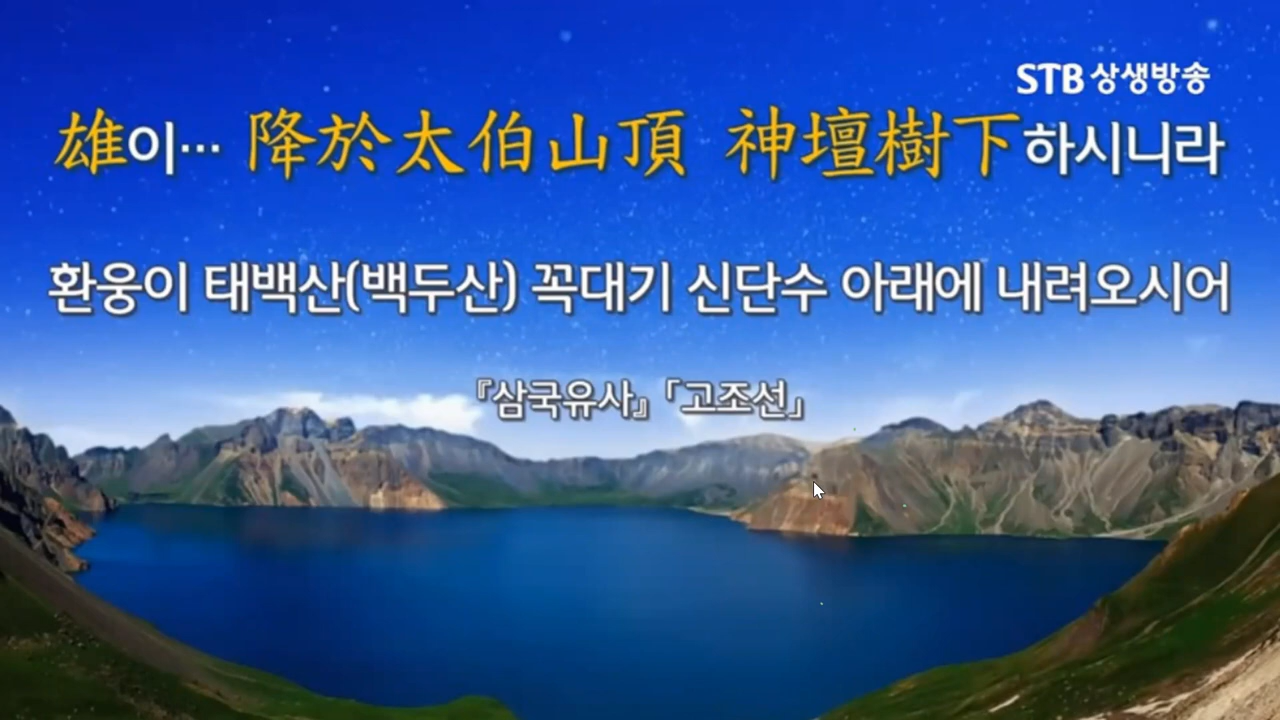 STB 상생방송
雄이… 降於太伯山頂 神壇樹下하시니라
환웅이 태백산(백두산) 꼭대기 신단수 아래에 내려오시어
『삼국유사』 「고조선」